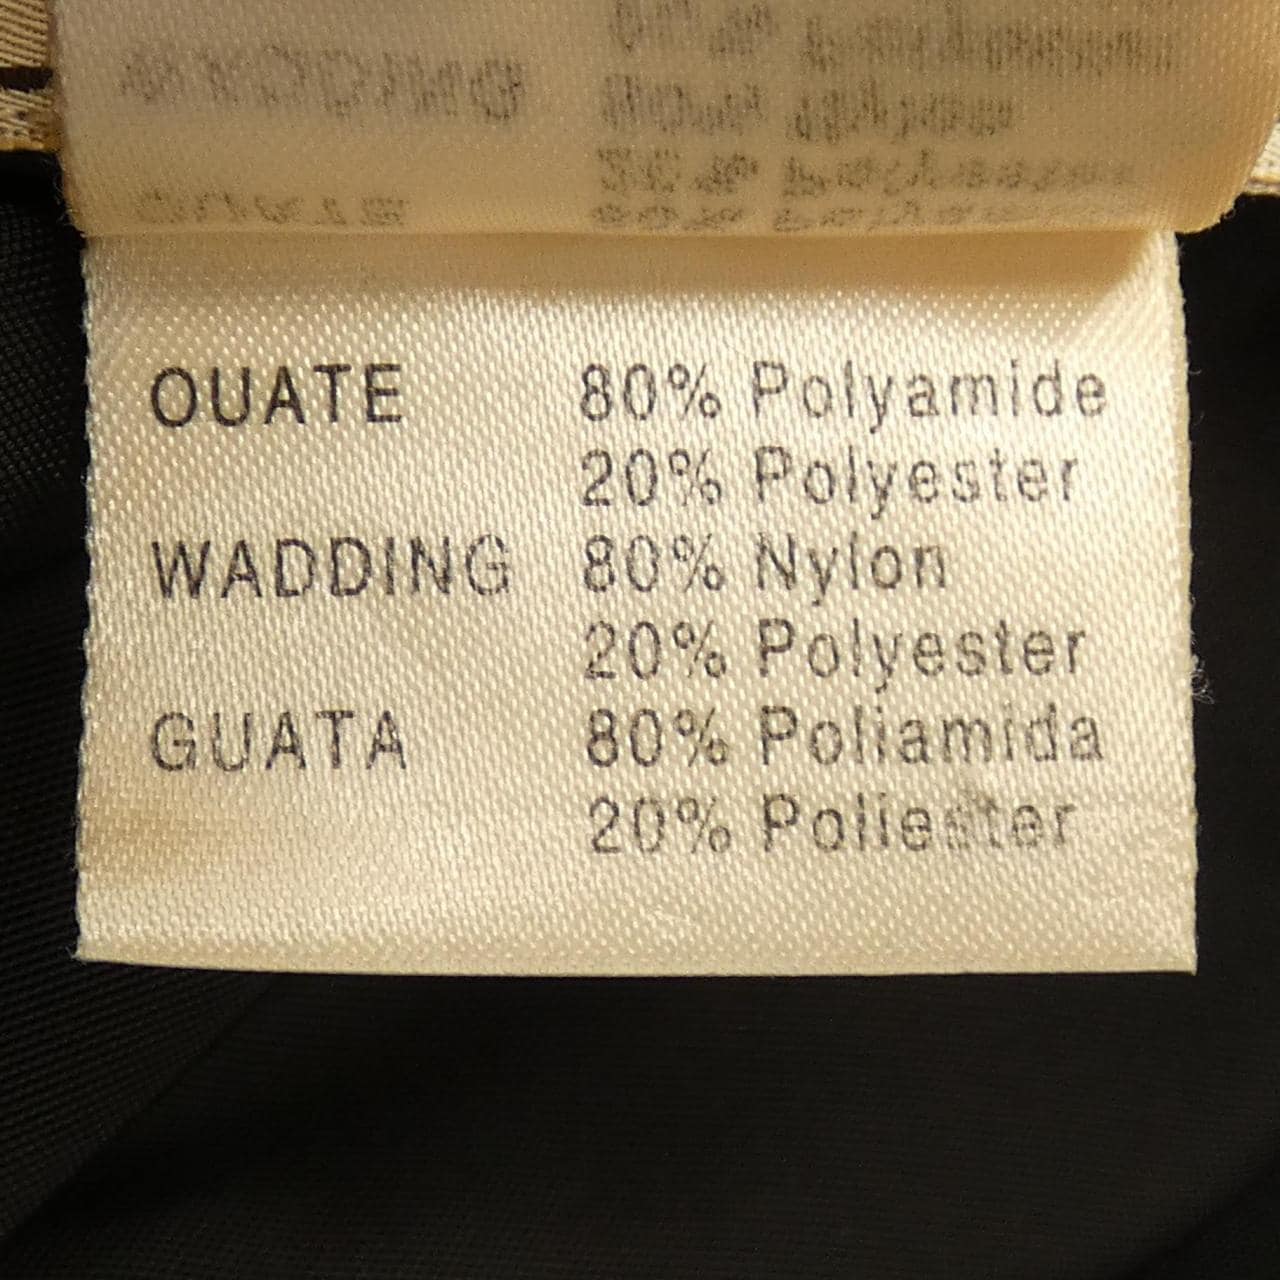 OUATE 80% Polyamide
20% Polyester
WADDING 80% Nylon
20% Polyester
GUATA 80% Poliamida
20% Poliester